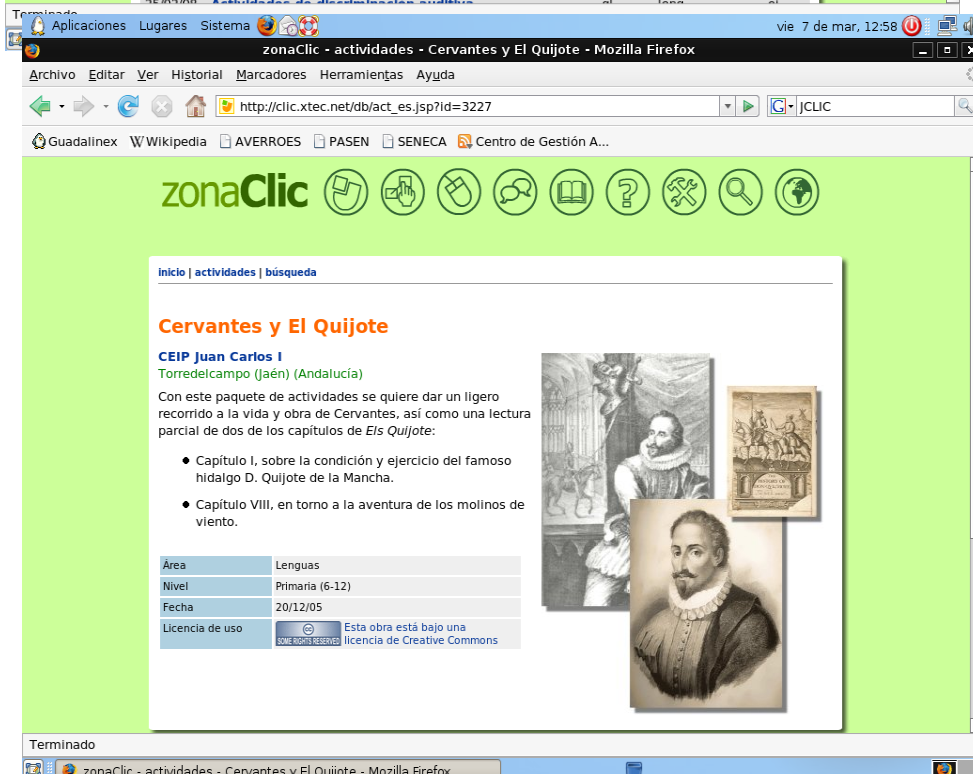 Actividades de discriminación auditiva
Terminado
Aplicaciones Lugares Sistema vie 7 de mar, 12:58
zonaClic - actividades - Cervantes y El Quijote - Mozilla Firefox
Archivo Editar Ver Historial Marcadores Herramientas Ayuda
http://clic.xtec.net/db/act_es.jsp?id=3227 G JCLIC
Guadalinex W Wikipedia AVERROES PASEN SENECA Centro de Gestión A...
zonaClic
inicio | actividades | búsqueda
Cervantes y El Quijote
CEIP Juan Carlos I
Torredelcampo (Jaén) (Andalucía)
Con este paquete de actividades se quiere dar un ligero
recorrido a la vida y obra de Cervantes, así como una lectura
parcial de dos de los capítulos de Els Quijote:
• Capítulo I, sobre la condición y ejercicio del famoso
hidalgo D. Quijote de la Mancha.
• Capítulo VIII, en torno a la aventura de los molinos de
viento.
Área Lenguas
Nivel Primaria (6-12)
Fecha 20/12/05
Licencia de uso cc SOME RIGHTS RESERVED Esta obra está bajo una
licencia de Creative Commons
Terminado
zonaClic - actividades - Cervantes y El Quijote - Mozilla Firefox